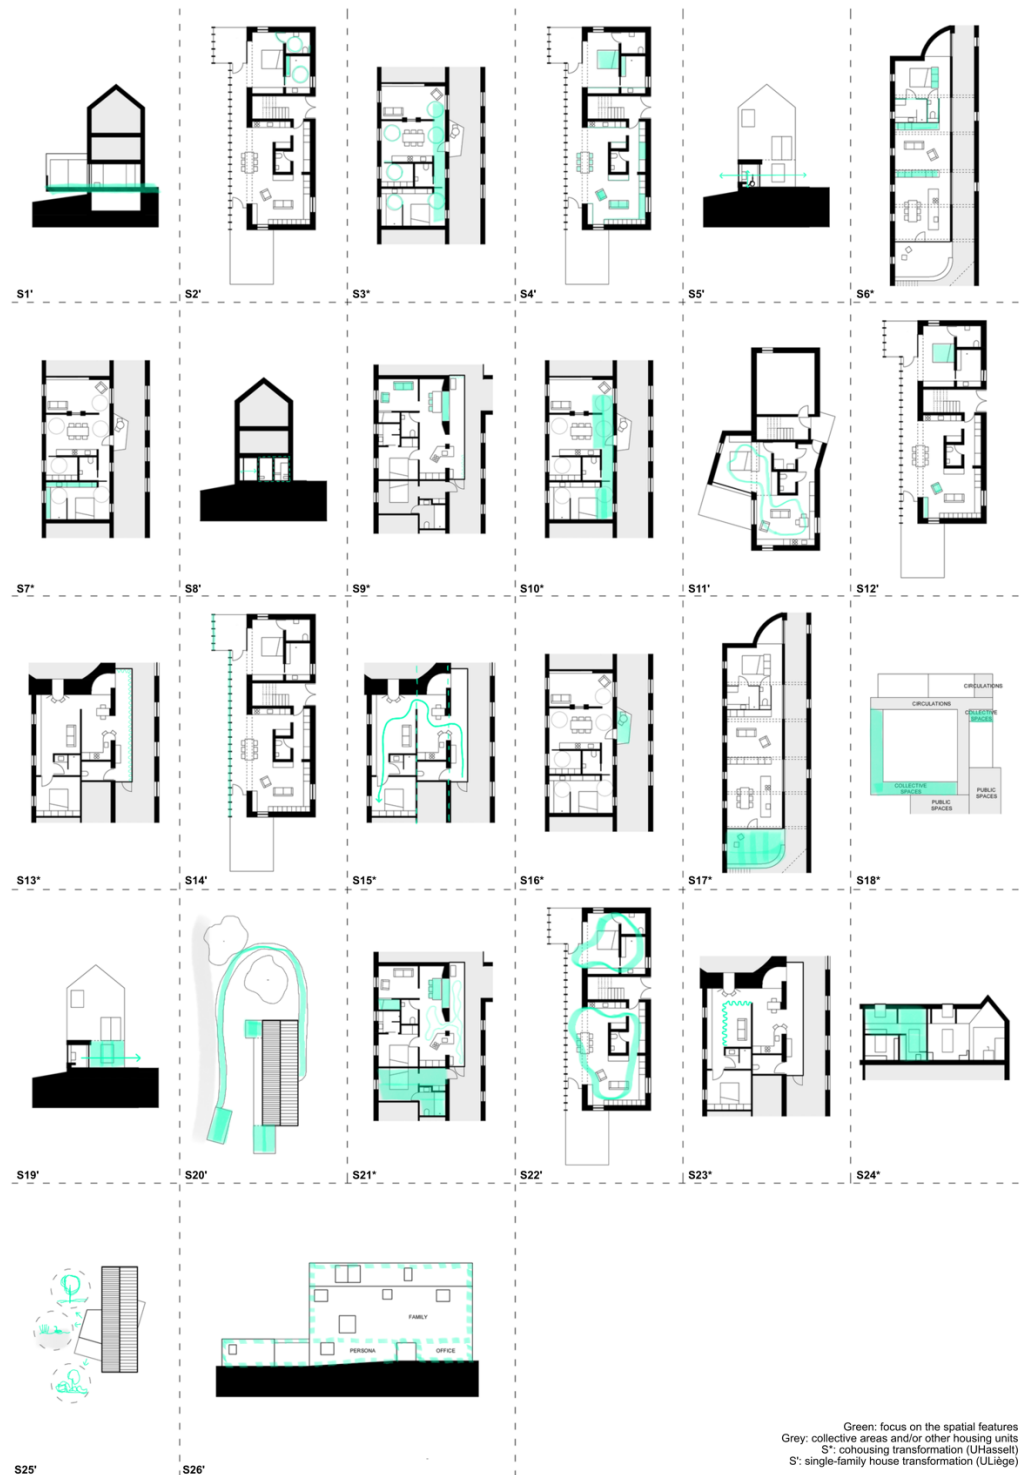 S1'
S2'
S3*
S4'
S5'
S6*
S7*
S8'
S9*
S10*
S11'
S12'
S13*
S14'
S15*
S16*
S17*
CIRCULATIONS
CIRCULATIONS
COLLECTIVE
SPACES
COLLECTIVE
SPACES
PUBLIC
SPACES
PUBLIC
SPACES
S18*
S19'
S20'
S21*
S22'
S23*
S24*
S25'
FAMILY
PERSONA
OFFICE
S26'
Green: focus on the spatial features
Grey: collective areas and/or other housing units
S*: cohousing transformation (UHasselt)
S': single-family house transformation (ULiège)